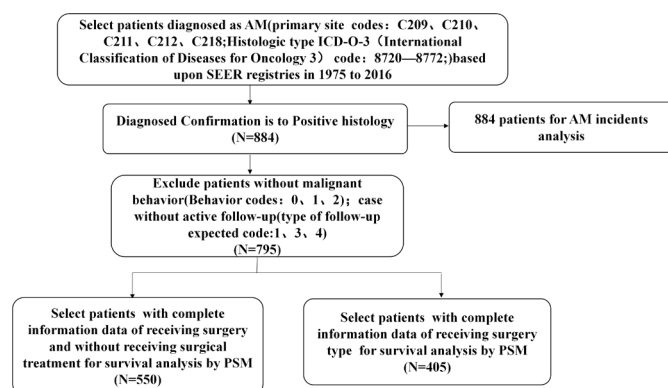 Select patients diagnosed as AM(primary site codes：C209、C210、
C211、C212、C218;Histologic type ICD-O-3（International
Classification of Diseases for Oncology 3） code：8720—8772;)based
upon SEER registries in 1975 to 2016
Diagnosed Confirmation is to Positive histology
(N=884)
884 patients for AM incidents
analysis
Exclude patients without malignant
behavior(Behavior codes：0、1、2)；case
without active follow-up(type of follow-up
expected code:1、3、4)
(N=795)
Select patients with complete
information data of receiving surgery
and without receiving surgical
treatment for survival analysis by PSM
(N=550)
Select patients with complete
information data of receiving surgery
type for survival analysis by PSM
(N=405)